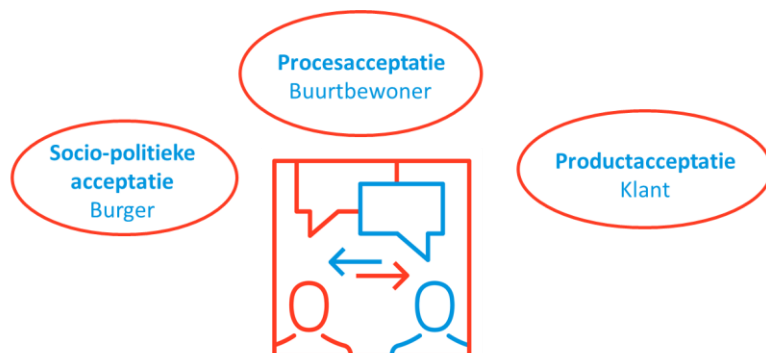 Procesacceptatie
Buurtbewoner
Socio-politieke
acceptatie
Burger
Productacceptatie
Klant